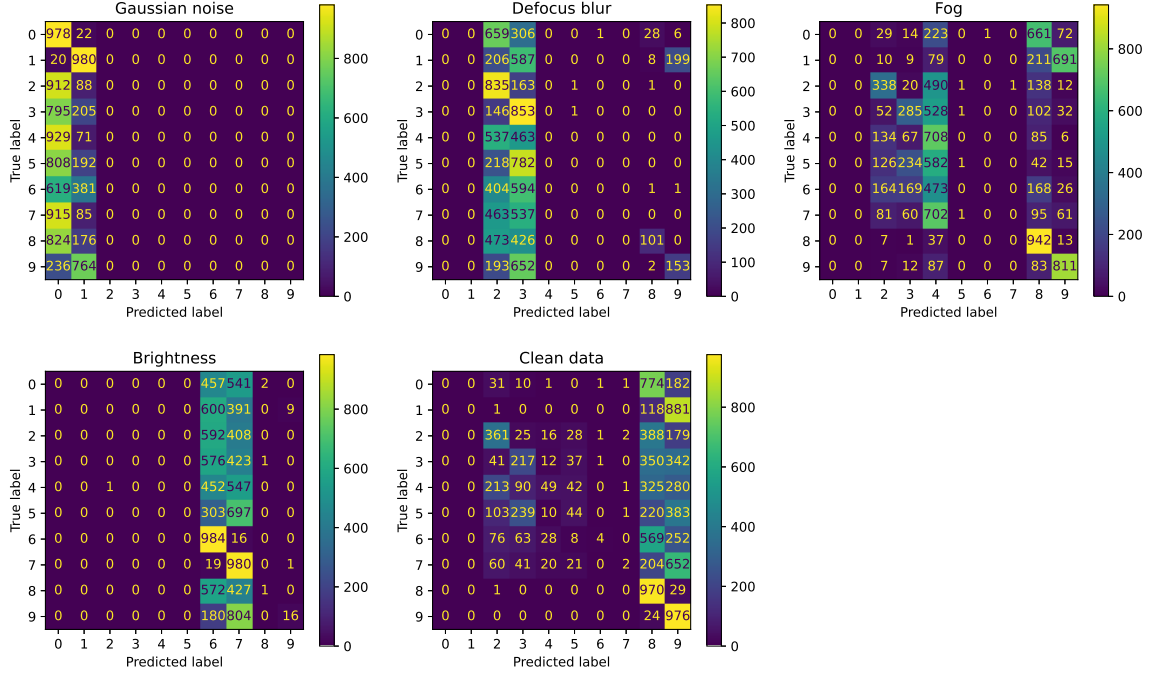 Gaussian noise
True label
0 978 22 0 0 0 0 0 0 0 0
1 20 980 0 0 0 0 0 0 0 0
2 912 88 0 0 0 0 0 0 0 0
3 795 205 0 0 0 0 0 0 0 0
4 929 71 0 0 0 0 0 0 0 0
5 808 192 0 0 0 0 0 0 0 0
6 619 381 0 0 0 0 0 0 0 0
7 915 85 0 0 0 0 0 0 0 0
8 824 176 0 0 0 0 0 0 0 0
9 236 764 0 0 0 0 0 0 0 0
0 1 2 3 4 5 6 7 8 9
Predicted label
800
600
400
200
0
Defocus blur
True label
0 0 0 659 306 0 0 1 0 28 6
1 0 0 206 587 0 0 0 0 8 199
2 0 0 835 163 0 1 0 0 1 0
3 0 0 146 853 0 1 0 0 0 0
4 0 0 537 463 0 0 0 0 0 0
5 0 0 218 782 0 0 0 0 0 0
6 0 0 404 594 0 0 0 0 1 1
7 0 0 463 537 0 0 0 0 0 0
8 0 0 473 426 0 0 0 0 101 0
9 0 0 193 652 0 0 0 0 2 153
0 1 2 3 4 5 6 7 8 9
Predicted label
800
700
600
500
400
300
200
100
0
Fog
True label
0 0 0 29 14 223 0 1 0 661 72
1 0 0 10 9 79 0 0 0 211 691
2 0 0 338 20 490 1 0 1 138 12
3 0 0 52 285 528 1 0 0 102 32
4 0 0 134 67 708 0 0 0 85 6
5 0 0 126 234 582 1 0 0 42 15
6 0 0 164 169 473 0 0 0 168 26
7 0 0 81 60 702 1 0 0 95 61
8 0 0 7 1 37 0 0 0 942 13
9 0 0 7 12 87 0 0 0 83 811
0 1 2 3 4 5 6 7 8 9
Predicted label
800
600
400
200
0
Brightness
True label
0 0 0 0 0 0 0 457 541 2 0
1 0 0 0 0 0 0 600 391 0 9
2 0 0 0 0 0 0 592 408 0 0
3 0 0 0 0 0 0 576 423 1 0
4 0 0 1 0 0 0 452 547 0 0
5 0 0 0 0 0 0 303 697 0 0
6 0 0 0 0 0 0 984 16 0 0
7 0 0 0 0 0 0 19 980 0 1
8 0 0 0 0 0 0 572 427 1 0
9 0 0 0 0 0 0 180 804 0 16
0 1 2 3 4 5 6 7 8 9
Predicted label
800
600
400
200
0
Clean data
True label
0 0 0 31 10 1 0 1 1 774 182
1 0 0 1 0 0 0 0 0 118 881
2 0 0 361 25 16 28 1 2 388 179
3 0 0 41 217 12 37 1 0 350 342
4 0 0 213 90 49 42 0 1 325 280
5 0 0 103 239 10 44 0 1 220 383
6 0 0 76 63 28 8 4 0 569 252
7 0 0 60 41 20 21 0 2 204 652
8 0 0 1 0 0 0 0 0 970 29
9 0 0 0 0 0 0 0 0 24 976
0 1 2 3 4 5 6 7 8 9
Predicted label
800
600
400
200
0